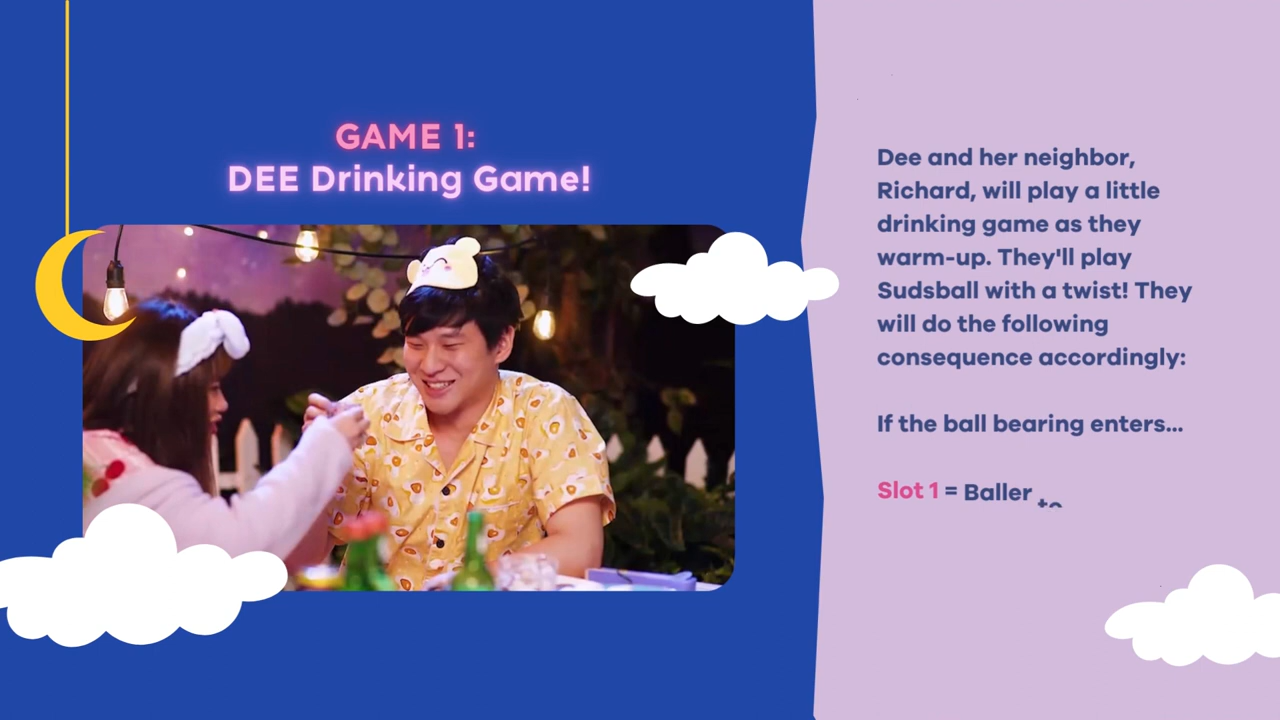 GAME 1:
DEE Drinking Game!
Dee and her neighbor,
Richard, will play a little
drinking game as they
warm-up. They'll play
Sudsball with a twist! They
will do the following
consequence accordingly:
If the ball bearing enters...
Slot 1 = Baller